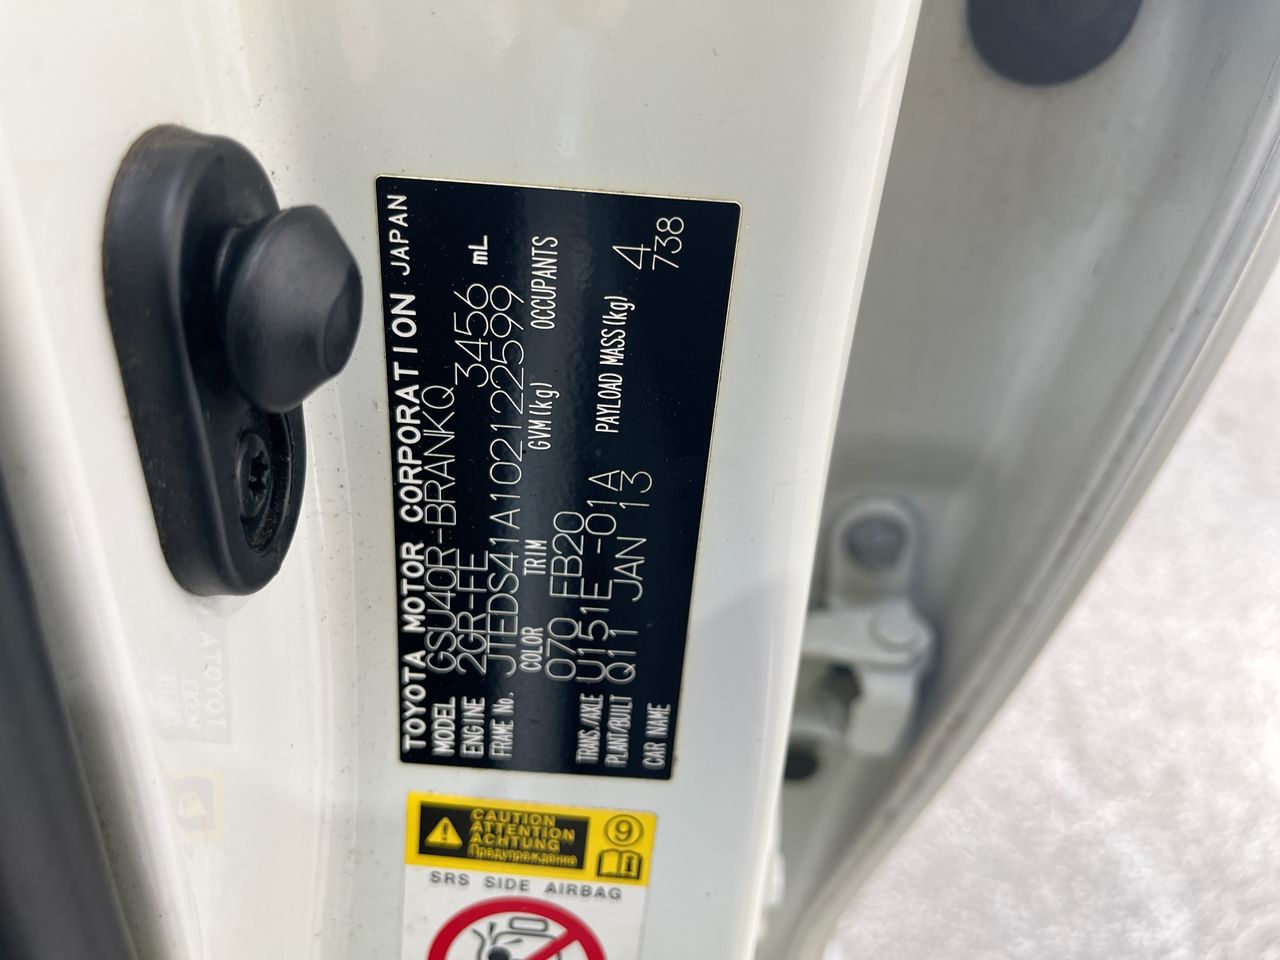 TOYOTA MOTOR CORPORATION JAPAN
MODEL GSU40R-BRANKQ
ENGINE 2GR-FE 3456 mL
FRAME No. JTEDS41A102122599
COLOR TRIM GVM(kg) OCCUPANTS
070 FB20
TRANS./AXLE U151E -01A PAYLOAD MASS(kg) 4
PLANT/BUILT Q11 JAN 13 738
CAR NAME
CAUTION
ATTENTION
ACHTUNG
Предупреждение
9
SRS SIDE AIRBAG